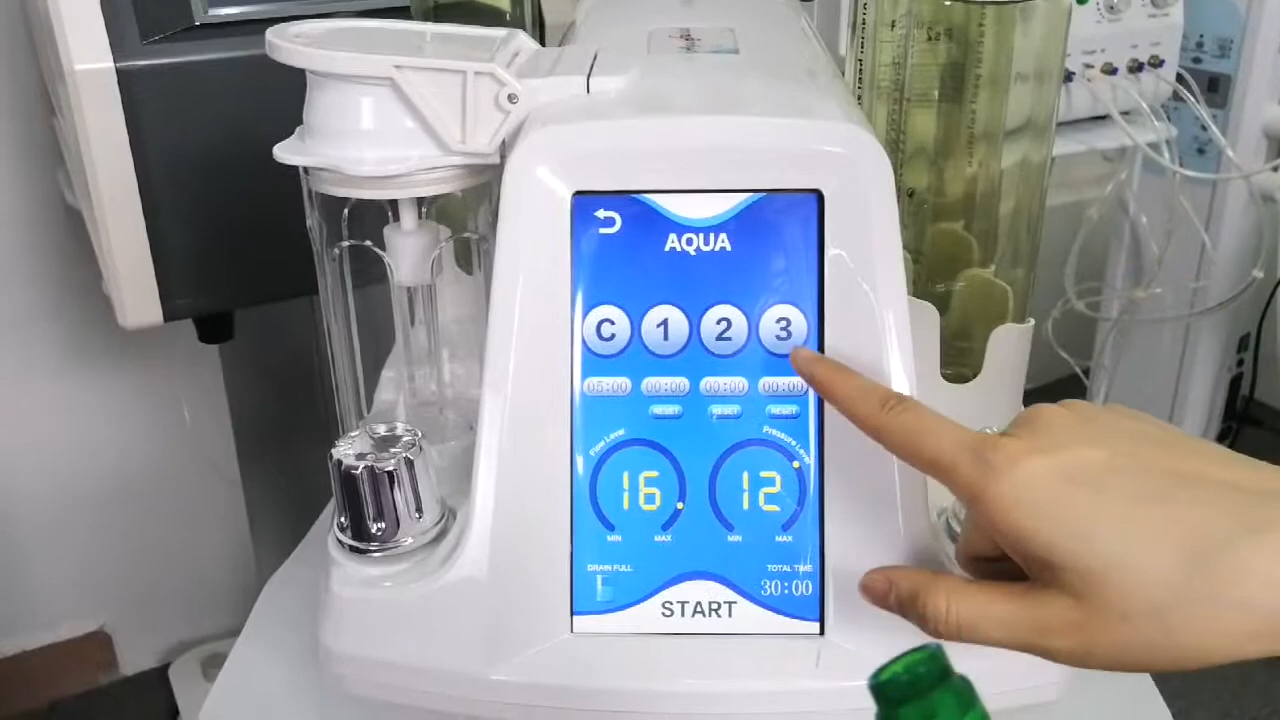 AQUA
C 1 2 3
05:00 00:00 00:00 00:00
RESET RESET RESET
Flow Level Pressure Level
16 12
MIN MAX MIN MAX
DRAIN FULL TOTAL TIME
30:00
START